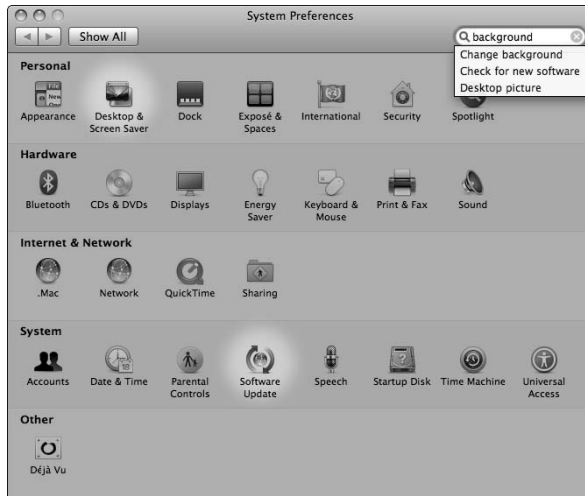 System Preferences
Show All
background
Change background
Check for new software
Desktop picture
Personal
Appearance
Desktop &
Screen Saver
Dock
Exposé &
Spaces
International
Security
Spotlight
Hardware
Bluetooth
CDs & DVDs
Displays
Energy
Saver
Keyboard &
Mouse
Print & Fax
Sound
Internet & Network
.Mac
Network
QuickTime
Sharing
System
Accounts
Date & Time
Parental
Controls
Software
Update
Speech
Startup Disk
Time Machine
Universal
Access
Other
Déjà Vu